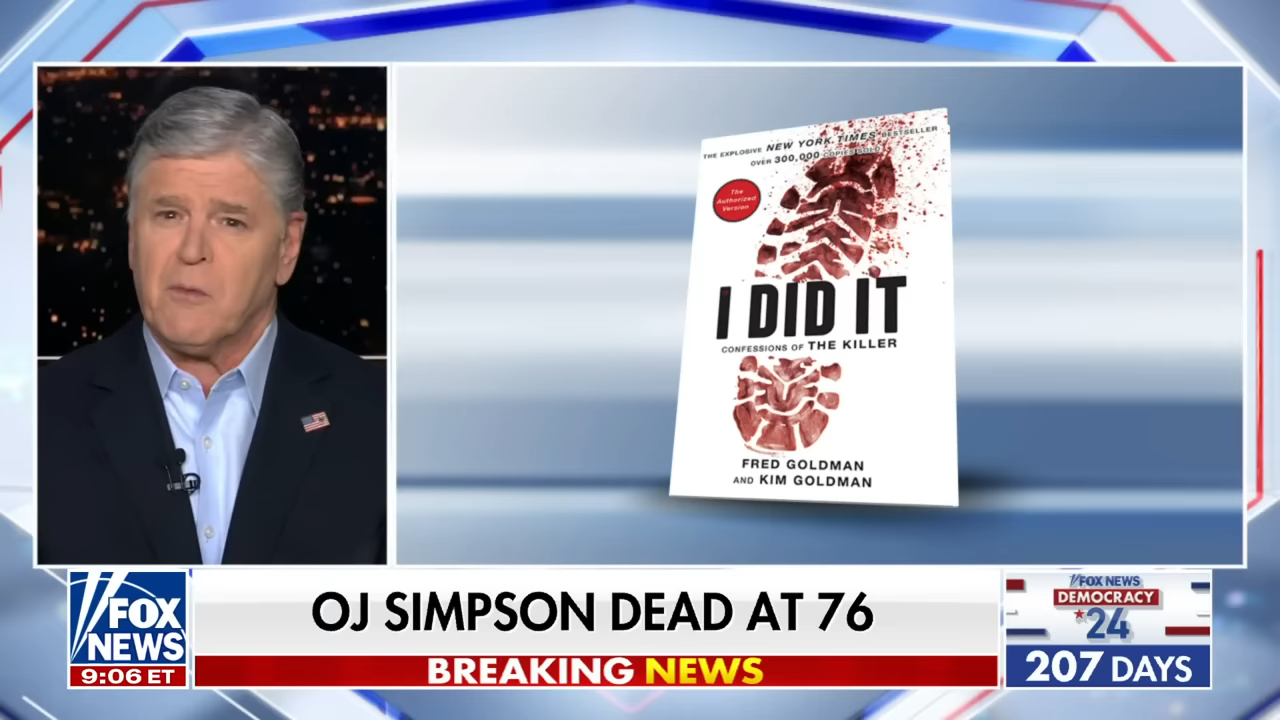 THE EXPLOSIVE NEW YORK TIMES BESTSELLER
OVER 300,000 COPIES SOLD
The
Authorized
Version
I DID IT
CONFESSIONS OF THE KILLER
FRED GOLDMAN
AND KIM GOLDMAN
FOX
NEWS
9:06 ET
OJ SIMPSON DEAD AT 76
BREAKING NEWS
FOX NEWS
DEMOCRACY
24
207 DAYS